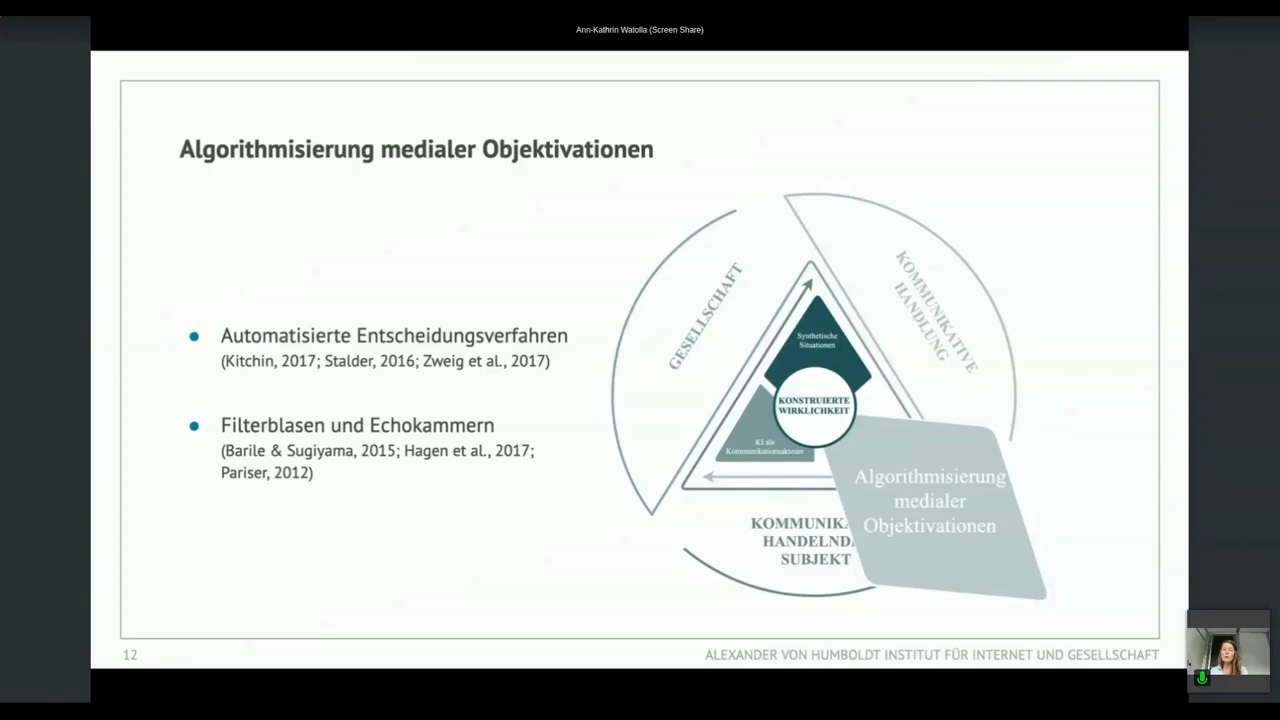 Ann-Kathrin Watolla (Screen Share)
Algorithmisierung medialer Objektivationen
Automatisierte Entscheidungsverfahren
(Kitchin, 2017; Stalder, 2016; Zweig et al., 2017)
Filterblasen und Echokammern
(Barile & Sugiyama, 2015; Hagen et al., 2017;
Pariser, 2012)
GESELLSCHAFT
KOMMUNIKATIVE
HANDLUNG
Synthetische
Situationen
KONSTRUIERTE
WIRKLICHKEIT
KI als
Kommunikationsakteure
Algorithmisierung
medialer
Objektivationen
KOMMUNIKA
HANDELND
SUBJEKT
12
ALEXANDER VON HUMBOLDT INSTITUT FÜR INTERNET UND GESELLSCHAFT